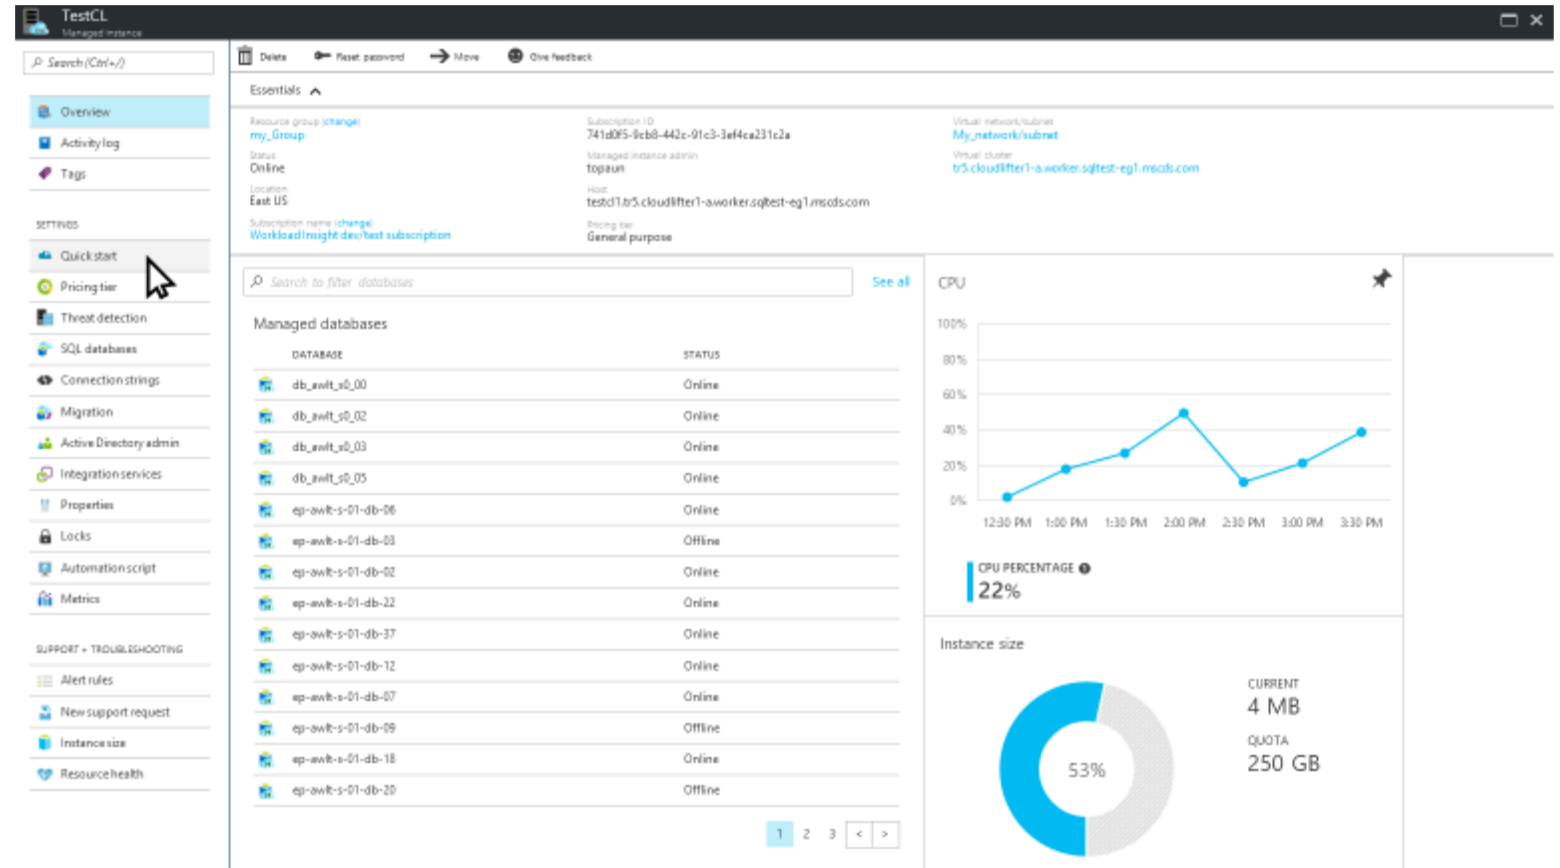 TestCL
Managed instance
Search (Ctrl+/)
Overview
Activity log
Tags
SETTINGS
Quick start
Pricing tier
Threat detection
SQL databases
Connection strings
Migration
Active Directory admin
Integration services
Properties
Locks
Automation script
Metrics
SUPPORT + TROUBLESHOOTING
Alert rules
New support request
Instance size
Resource health
Delete Reset password Move Give feedback
Essentials
Resource group (change)
my_Group
Status
Online
Location
East US
Subscription name (change)
Workload Insight dev/test subscription
Subscription ID
741d0f5-9cb8-442c-91c3-3ef4ca231c2a
Managed instance admin
topaun
Host
testcl1.tr5.cloudlifter1-a.worker.sqltest-eg1.mscds.com
Pricing tier
General purpose
Virtual network/subnet
My_network/subnet
Virtual cluster
tr5.cloudlifter1-a.worker.sqltest-eg1.mscds.com
Search to filter databases See all
Managed databases
DATABASE STATUS
db_awlt_s0_00 Online
db_awlt_s0_02 Online
db_awlt_s0_03 Online
db_awlt_s0_05 Online
ep-awlt-s-01-db-06 Online
ep-awlt-s-01-db-03 Offline
ep-awlt-s-01-db-02 Online
ep-awlt-s-01-db-22 Online
ep-awlt-s-01-db-37 Online
ep-awlt-s-01-db-12 Online
ep-awlt-s-01-db-07 Online
ep-awlt-s-01-db-09 Offline
ep-awlt-s-01-db-18 Online
ep-awlt-s-01-db-20 Offline
1 2 3 < >
CPU
100%
80%
60%
40%
20%
0%
12:30 PM 1:00 PM 1:30 PM 2:00 PM 2:30 PM 3:00 PM 3:30 PM
CPU PERCENTAGE
22%
Instance size
53%
CURRENT
4 MB
QUOTA
250 GB